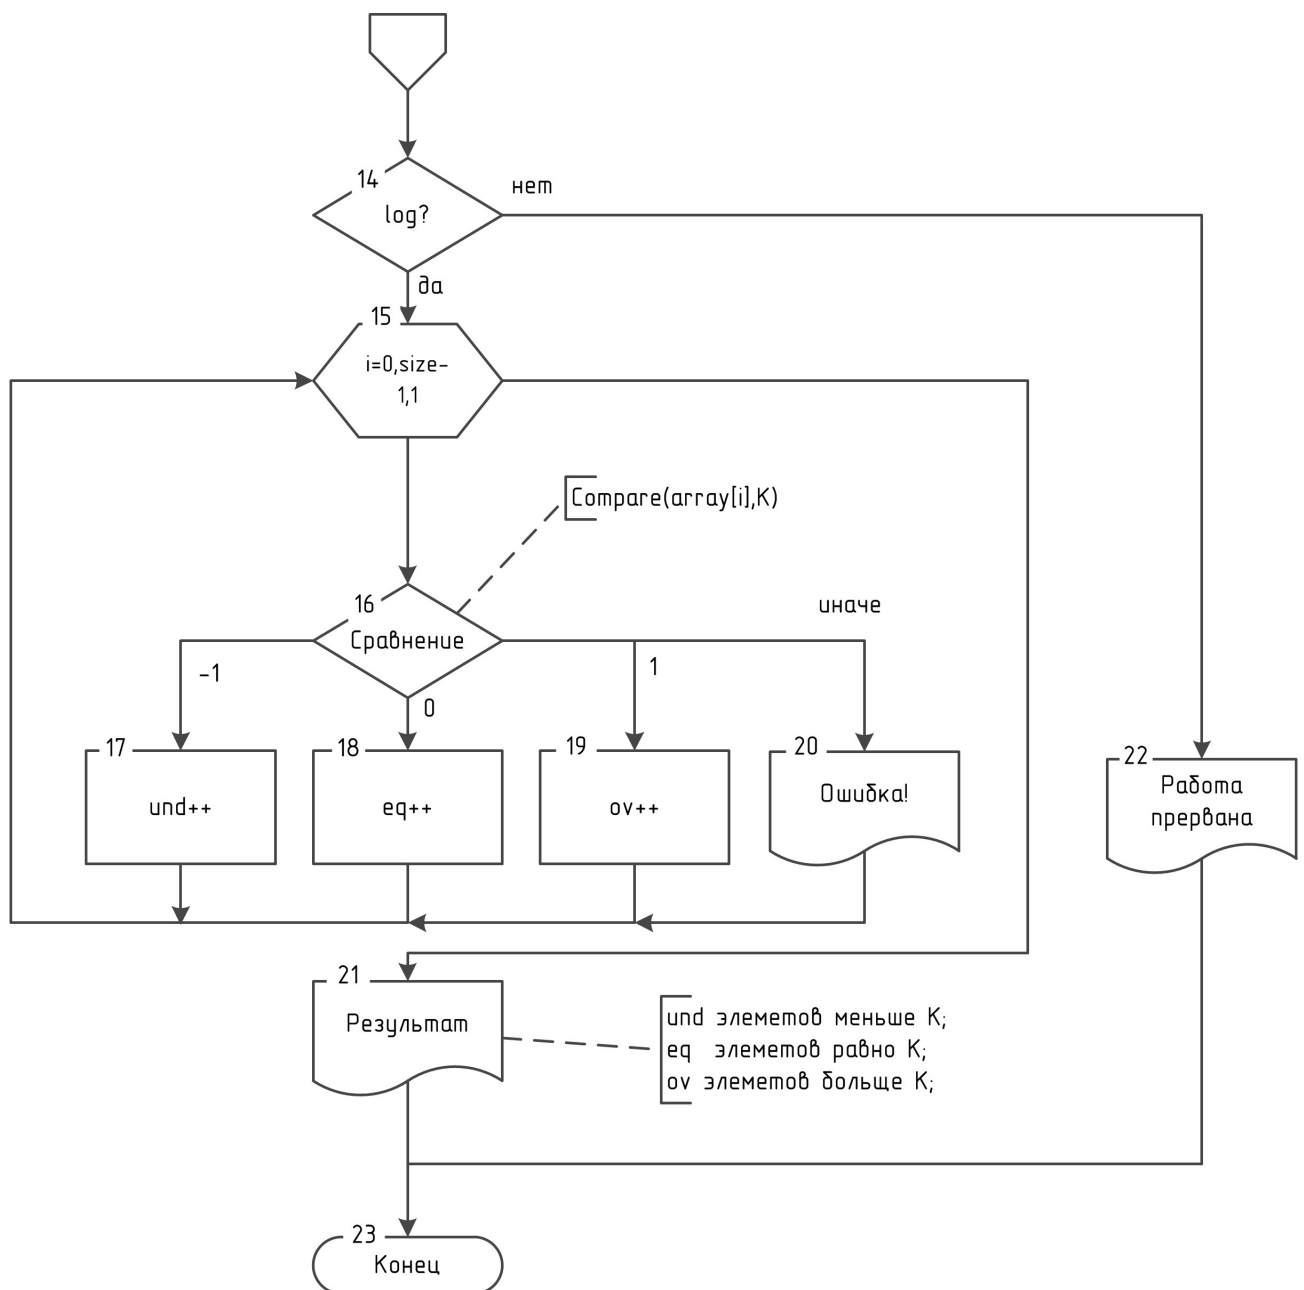 14
log?
нет
да
15
i=0,size-
1,1
Compare(array[i],K)
16
Сравнение
иначе
-1
0
1
17
und++
18
eq++
19
ov++
20
Ошибка!
22
Работа
прервана
21
Результат
und элеметов меньше К;
eq элеметов равно К;
ov элеметов больще К;
23
Конец